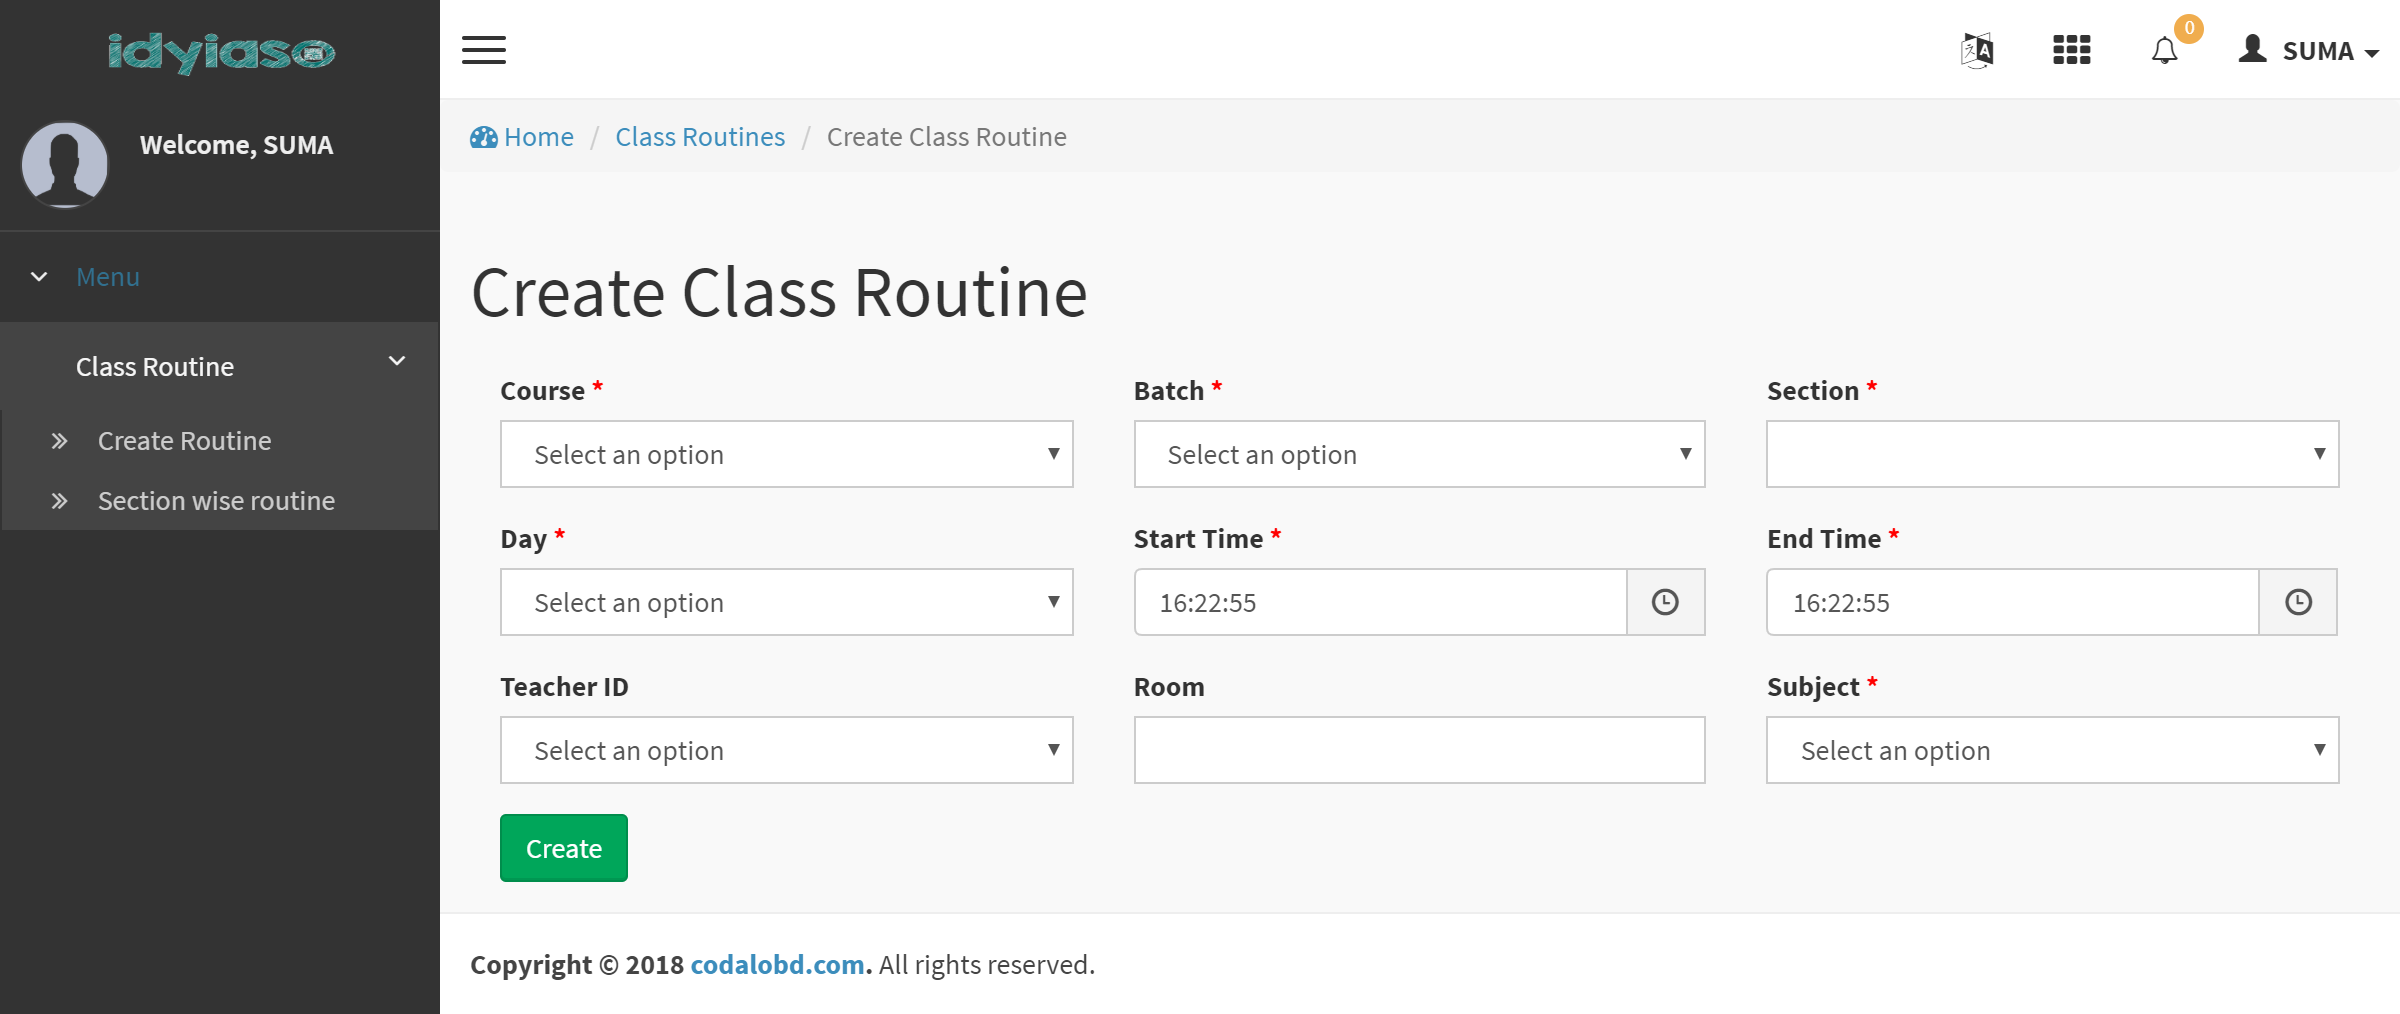 idyiaso
0
SUMA
Welcome, SUMA
Home / Class Routines / Create Class Routine
Menu
Class Routine
Create Routine
Section wise routine
Create Class Routine
Course *
Batch *
Section *
Select an option
Select an option
Day *
Start Time *
End Time *
Select an option
16:22:55
16:22:55
Teacher ID
Room
Subject *
Select an option
Select an option
Create
Copyright © 2018 codalobd.com. All rights reserved.